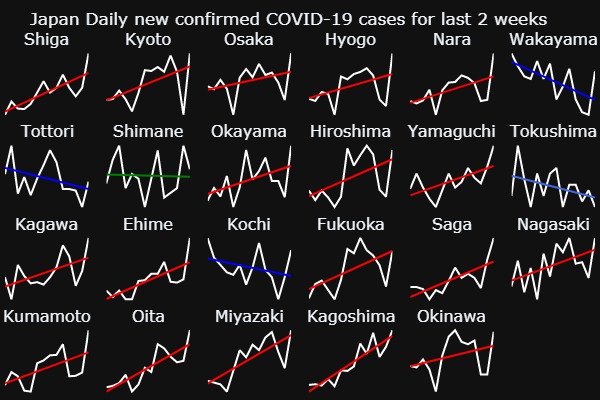 Japan Daily new confirmed COVID-19 cases for last 2 weeks
Shiga Kyoto Osaka Hyogo Nara Wakayama
Tottori Shimane Okayama Hiroshima Yamaguchi Tokushima
Kagawa Ehime Kochi Fukuoka Saga Nagasaki
Kumamoto Oita Miyazaki Kagoshima Okinawa